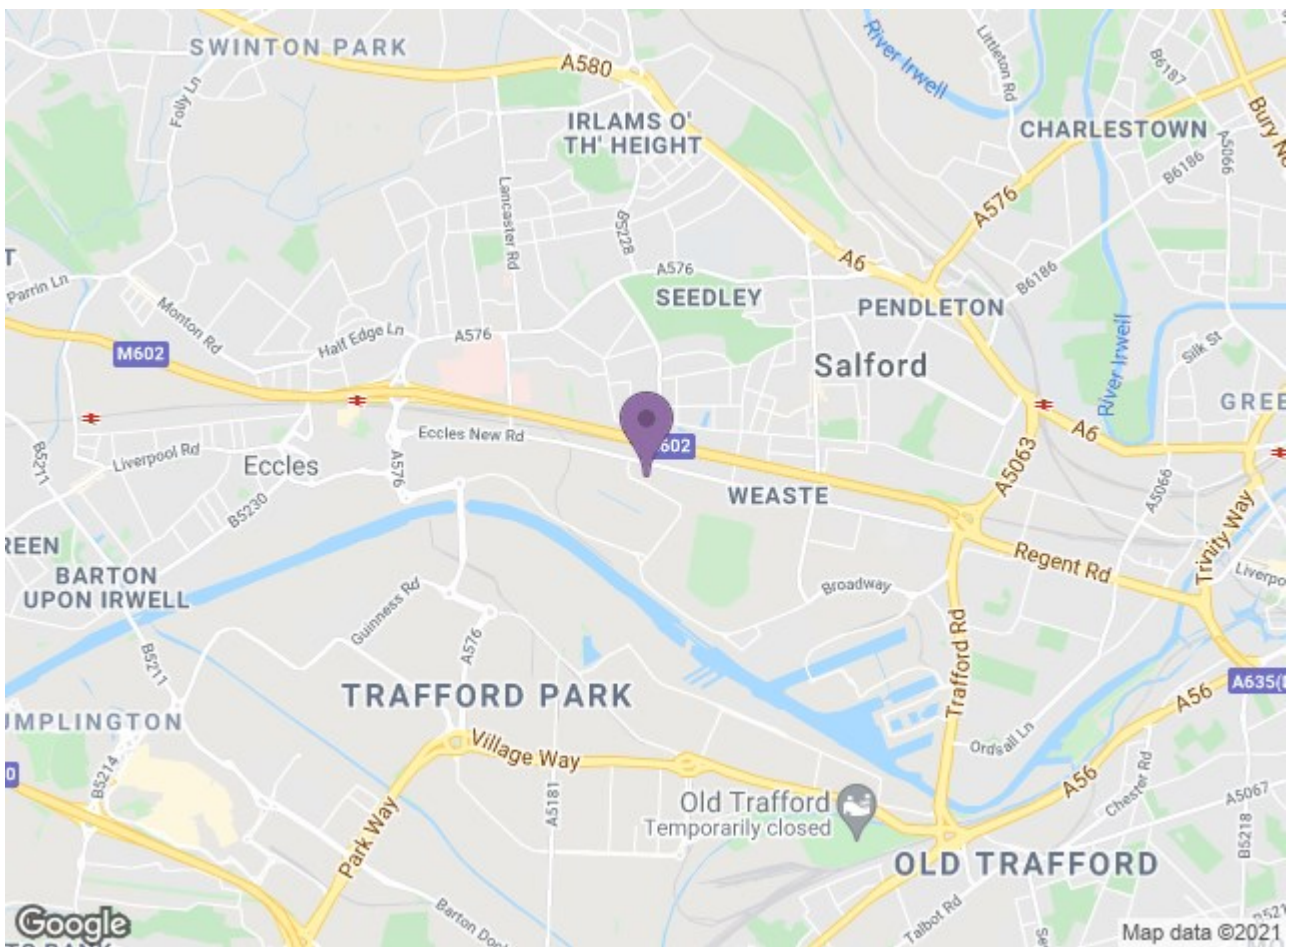 SWINTON PARK
A580
River Irwell
Littleton Rd
B6187
Folly Ln
IRLAMS O'
TH' HEIGHT
CHARLESTOWN
A5066
Bury
B6186
Lancaster Rd
B5228
A576
T
Parrin Ln
A6
A576
SEEDLEY
B6186
PENDLETON
Monton Rd
Half Edge Ln
A576
M602
River Irwell
Silk St
Salford
GREE
Eccles New Rd
602
A6
A5063
B5211
Liverpool Rd
Eccles
A576
B5230
WEASTE
A5066
Trinity Way
REEN
BARTON
UPON IRWELL
Regent Rd
Liverpo
Broadway
Guinness Rd
A576
B5211
Trafford Rd
TRAFFORD PARK
A635(
A56
UMPLINGTON
Village Way
Ordsall Ln
0
B5214
A5181
A56
Chester Rd
A5067
Old Trafford
Temporarily closed
B5218
Park Way
OLD TRAFFORD
Barton Doc
Talbot Rd
Google
Map data ©2021